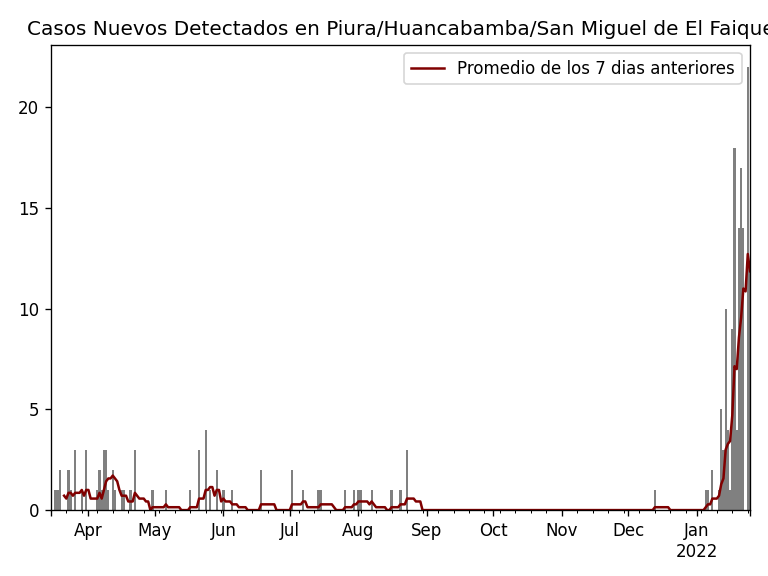 Casos Nuevos Detectados en Piura/Huancabamba/San Miguel de El Faique
Promedio de los 7 dias anteriores
20
15
10
5
0
Apr May Jun Jul Aug Sep Oct Nov Dec Jan
2022